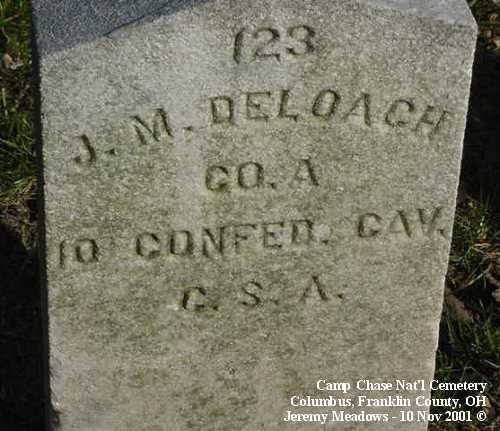 123
J. M. DELOACH
CO. A
10 CONFED. CAV.
C. S. A.
Camp Chase Nat'l Cemetery
Columbus, Franklin County, OH
Jeremy Meadows - 10 Nov 2001 ©